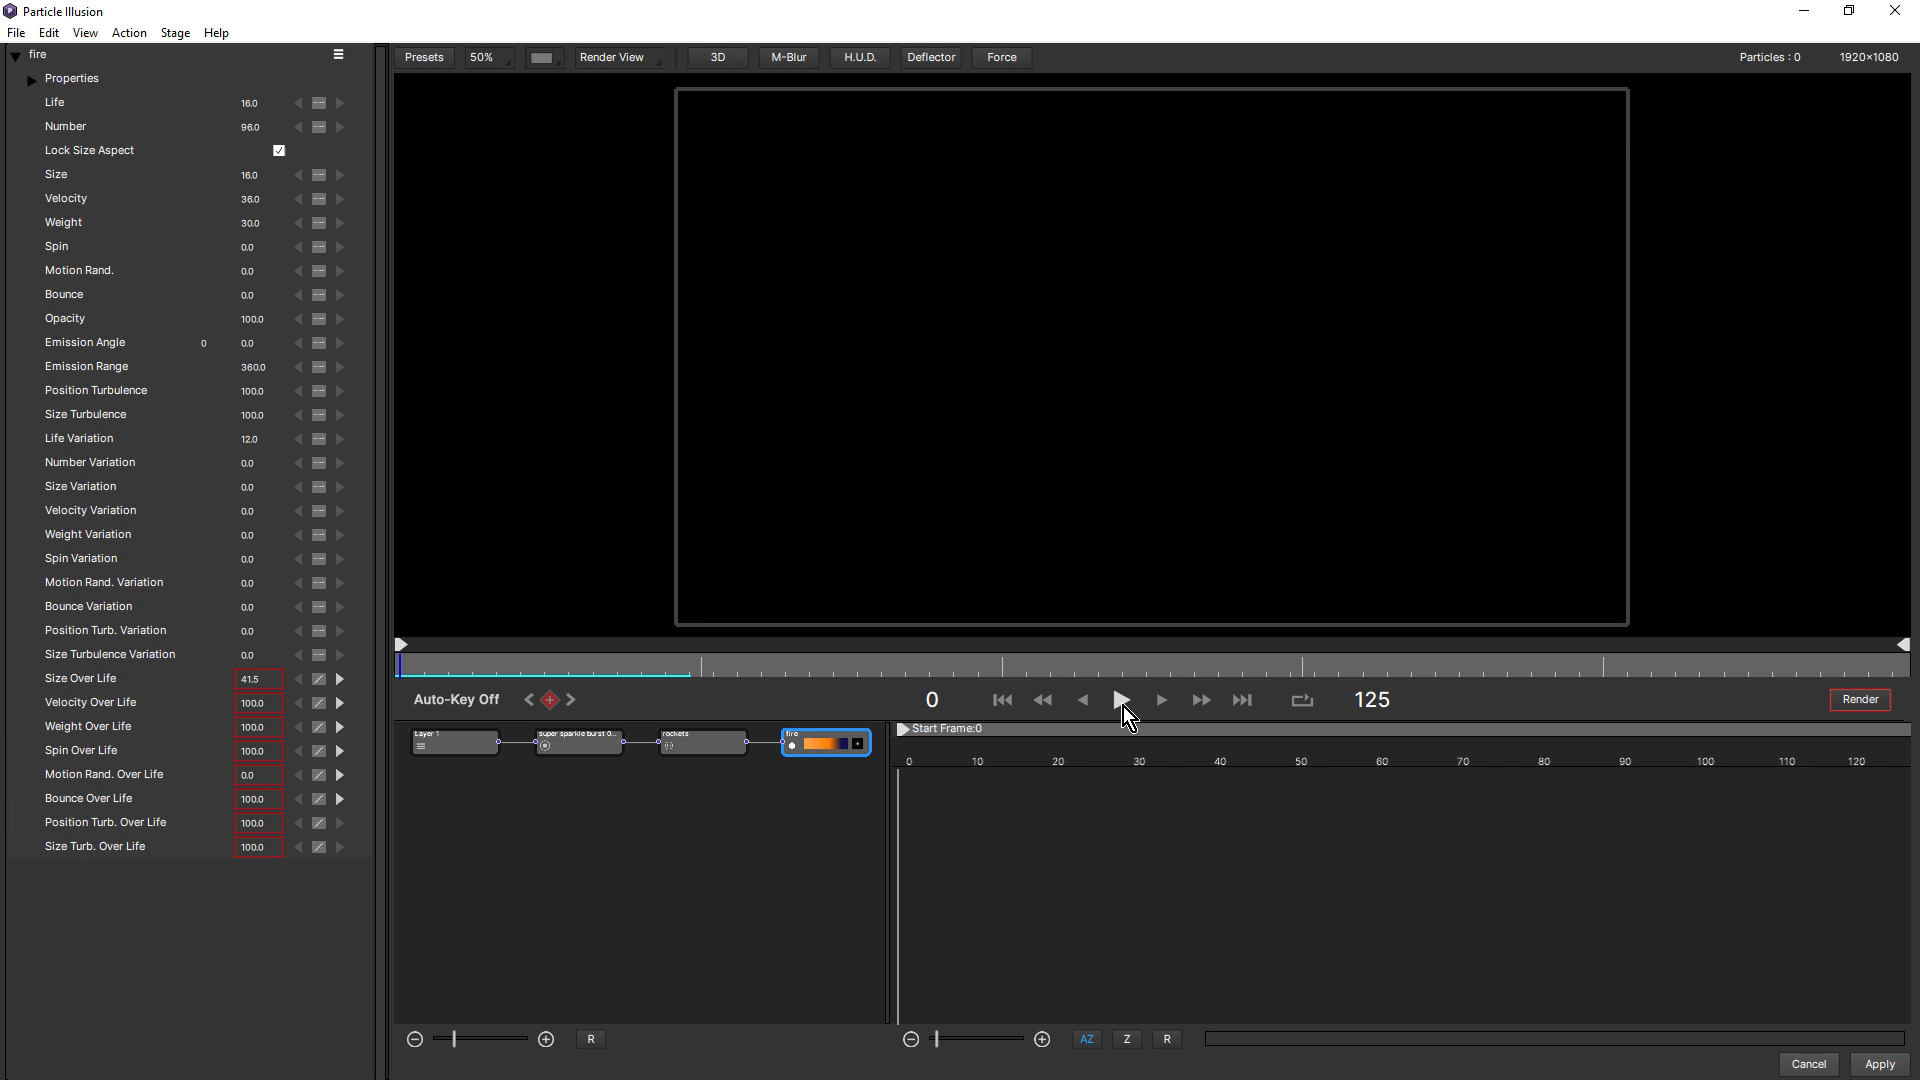 Particle Illusion
File Edit View Action Stage Help
fire
Properties
Life 16.0
Number 96.0
Lock Size Aspect
Size 16.0
Velocity 36.0
Weight 30.0
Spin 0.0
Motion Rand. 0.0
Bounce 0.0
Opacity 100.0
Emission Angle 0 0.0
Emission Range 360.0
Position Turbulence 100.0
Size Turbulence 100.0
Life Variation 12.0
Number Variation 0.0
Size Variation 0.0
Velocity Variation 0.0
Weight Variation 0.0
Spin Variation 0.0
Motion Rand. Variation 0.0
Bounce Variation 0.0
Position Turb. Variation 0.0
Size Turbulence Variation 0.0
Size Over Life 41.5
Velocity Over Life 100.0
Weight Over Life 100.0
Spin Over Life 100.0
Motion Rand. Over Life 0.0
Bounce Over Life 100.0
Position Turb. Over Life 100.0
Size Turb. Over Life 100.0
Presets 50% Render View 3D M-Blur H.U.D. Deflector Force Particles : 0 1920×1080
Auto-Key Off 0 125 Render
Layer 1 super sparkle burst 0... rockets fire
Start Frame:0
0 10 20 30 40 50 60 70 80 90 100 110 120
R AZ Z R
Cancel Apply